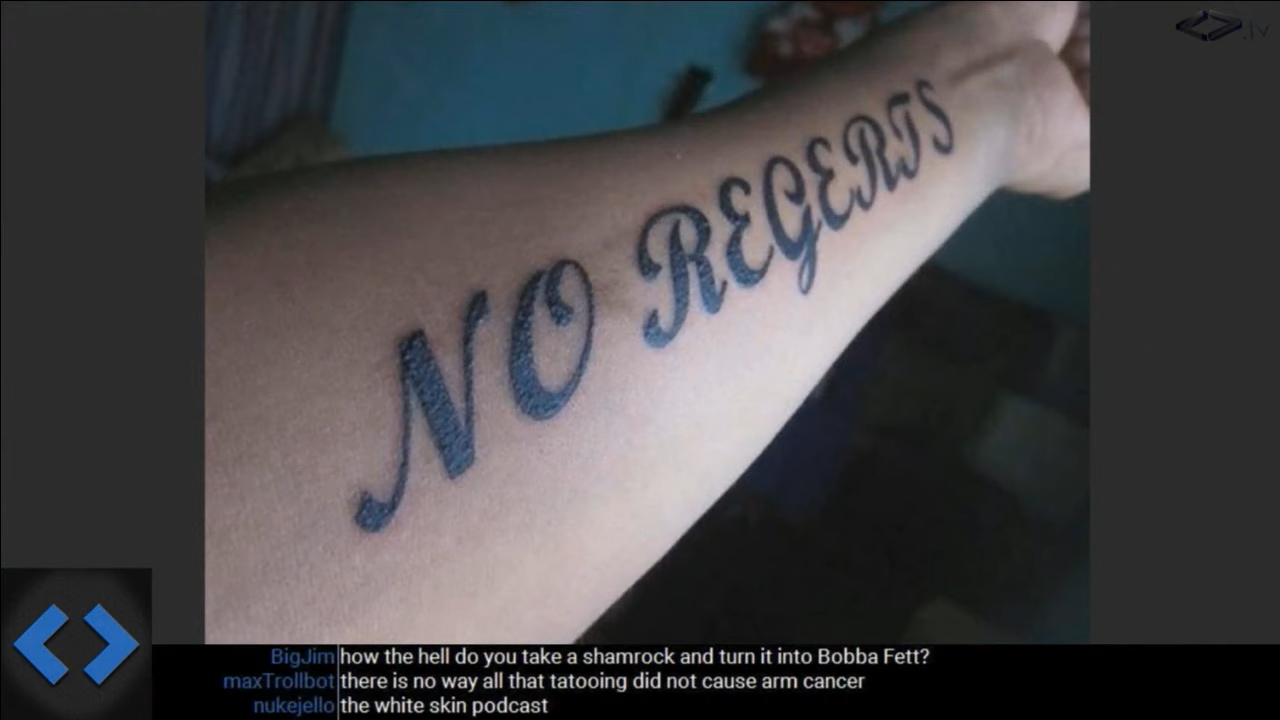 NO REGERTS
BigJim how the hell do you take a shamrock and turn it into Bobba Fett?
maxTrollbot there is no way all that tatooing did not cause arm cancer
nukejello the white skin podcast